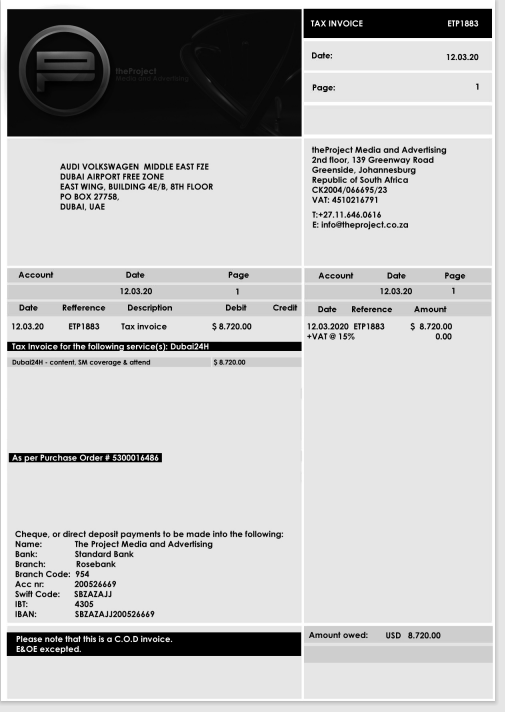 TAX INVOICE ETP1883
Date: 12.03.20
Page: 1
theProject
Media and Advertising
AUDI VOLKSWAGEN MIDDLE EAST FZE
DUBAI AIRPORT FREE ZONE
EAST WING, BUILDING 4E/B, 8TH FLOOR
PO BOX 27758,
DUBAI, UAE
theProject Media and Advertising
2nd floor, 139 Greenway Road
Greenside, Johannesburg
Republic of South Africa
CK2004/066695/23
VAT: 4510216791
T:+27.11.646.0616
E: info@theproject.co.za
Account Date Page
12.03.20 1
Date Refference Description Debit Credit
12.03.20 ETP1883 Tax invoice $ 8.720.00
Tax Invoice for the following service(s): Dubai24H
Dubai24H - content, SM coverage & attend $ 8.720.00
As per Purchase Order # 5300016486
Account Date Page
12.03.20 1
Date Reference Amount
12.03.2020 ETP1883 $ 8.720.00
+VAT @ 15% 0.00
Cheque, or direct deposit payments to be made into the following:
Name: The Project Media and Advertising
Bank: Standard Bank
Branch: Rosebank
Branch Code: 954
Acc nr: 200526669
Swift Code: SBZAZAJJ
IBT: 4305
IBAN: SBZAZAJJ200526669
Please note that this is a C.O.D invoice.
E&OE excepted.
Amount owed: USD 8.720.00